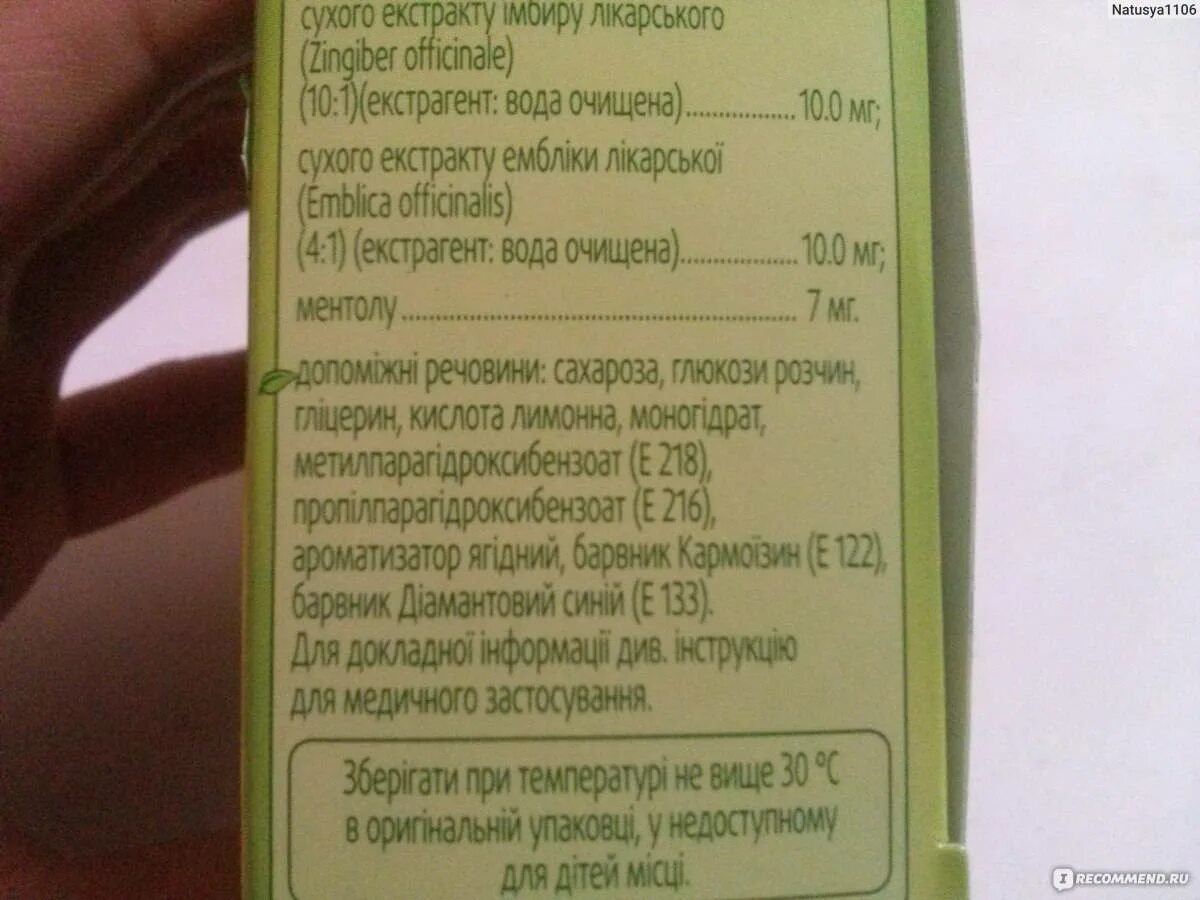 Natusya1106
сухого екстракту імбиру лікарського
(Zingiber officinale)
(10:1)(екстрагент: вода очищена)................ 10.0 мг;
сухого екстракту ембліки лікарської
(Emblica officinalis)
(4:1) (екстрагент: вода очищена)................. 10.0 мг;
ментолу.......................................................... 7 мг.
допоміжні речовини: сахароза, глюкози розчин,
гліцерин, кислота лимонна, моногідрат,
метилпарагідроксибензоат (Е 218),
пропілпарагідроксибензоат (Е 216),
ароматизатор ягідний, барвник Кармоїзин (Е 122),
барвник Діамантовий синій (Е 133).
Для докладної інформації див. інструкцію
для медичного застосування.
Зберігати при температурі не вище 30 °С
в оригінальній упаковці, у недоступному
для дітей місці.
IRECOMMEND.RU